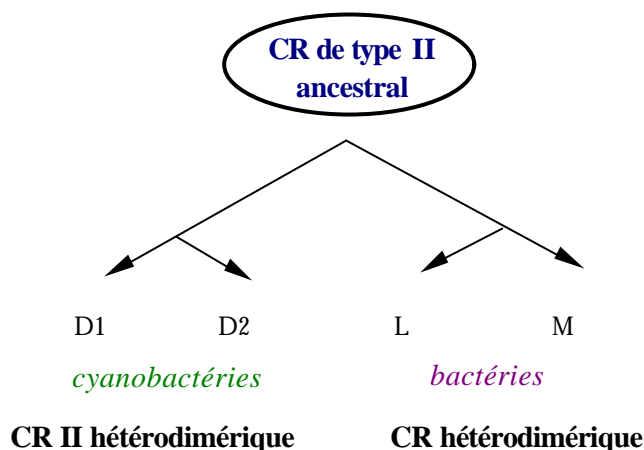 CR de type II
ancestral
D1 D2 L M
cyanobactéries bactéries
CR II hétérodimérique CR hétérodimérique